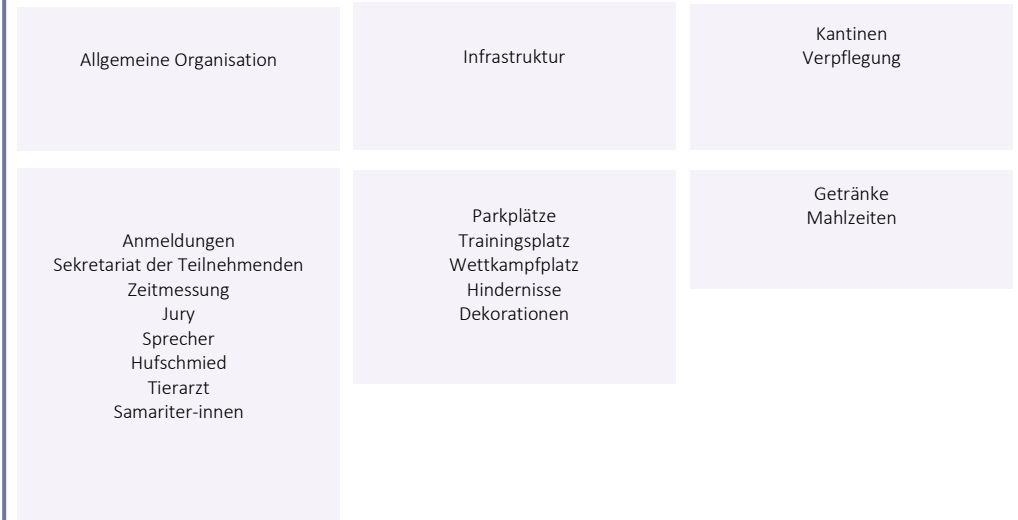 Allgemeine Organisation
Infrastruktur
Kantinen
Verpflegung
Anmeldungen
Sekretariat der Teilnehmenden
Zeitmessung
Jury
Sprecher
Hufschmied
Tierarzt
Samariter-innen
Parkplätze
Trainingsplatz
Wettkampfplatz
Hindernisse
Dekorationen
Getränke
Mahlzeiten